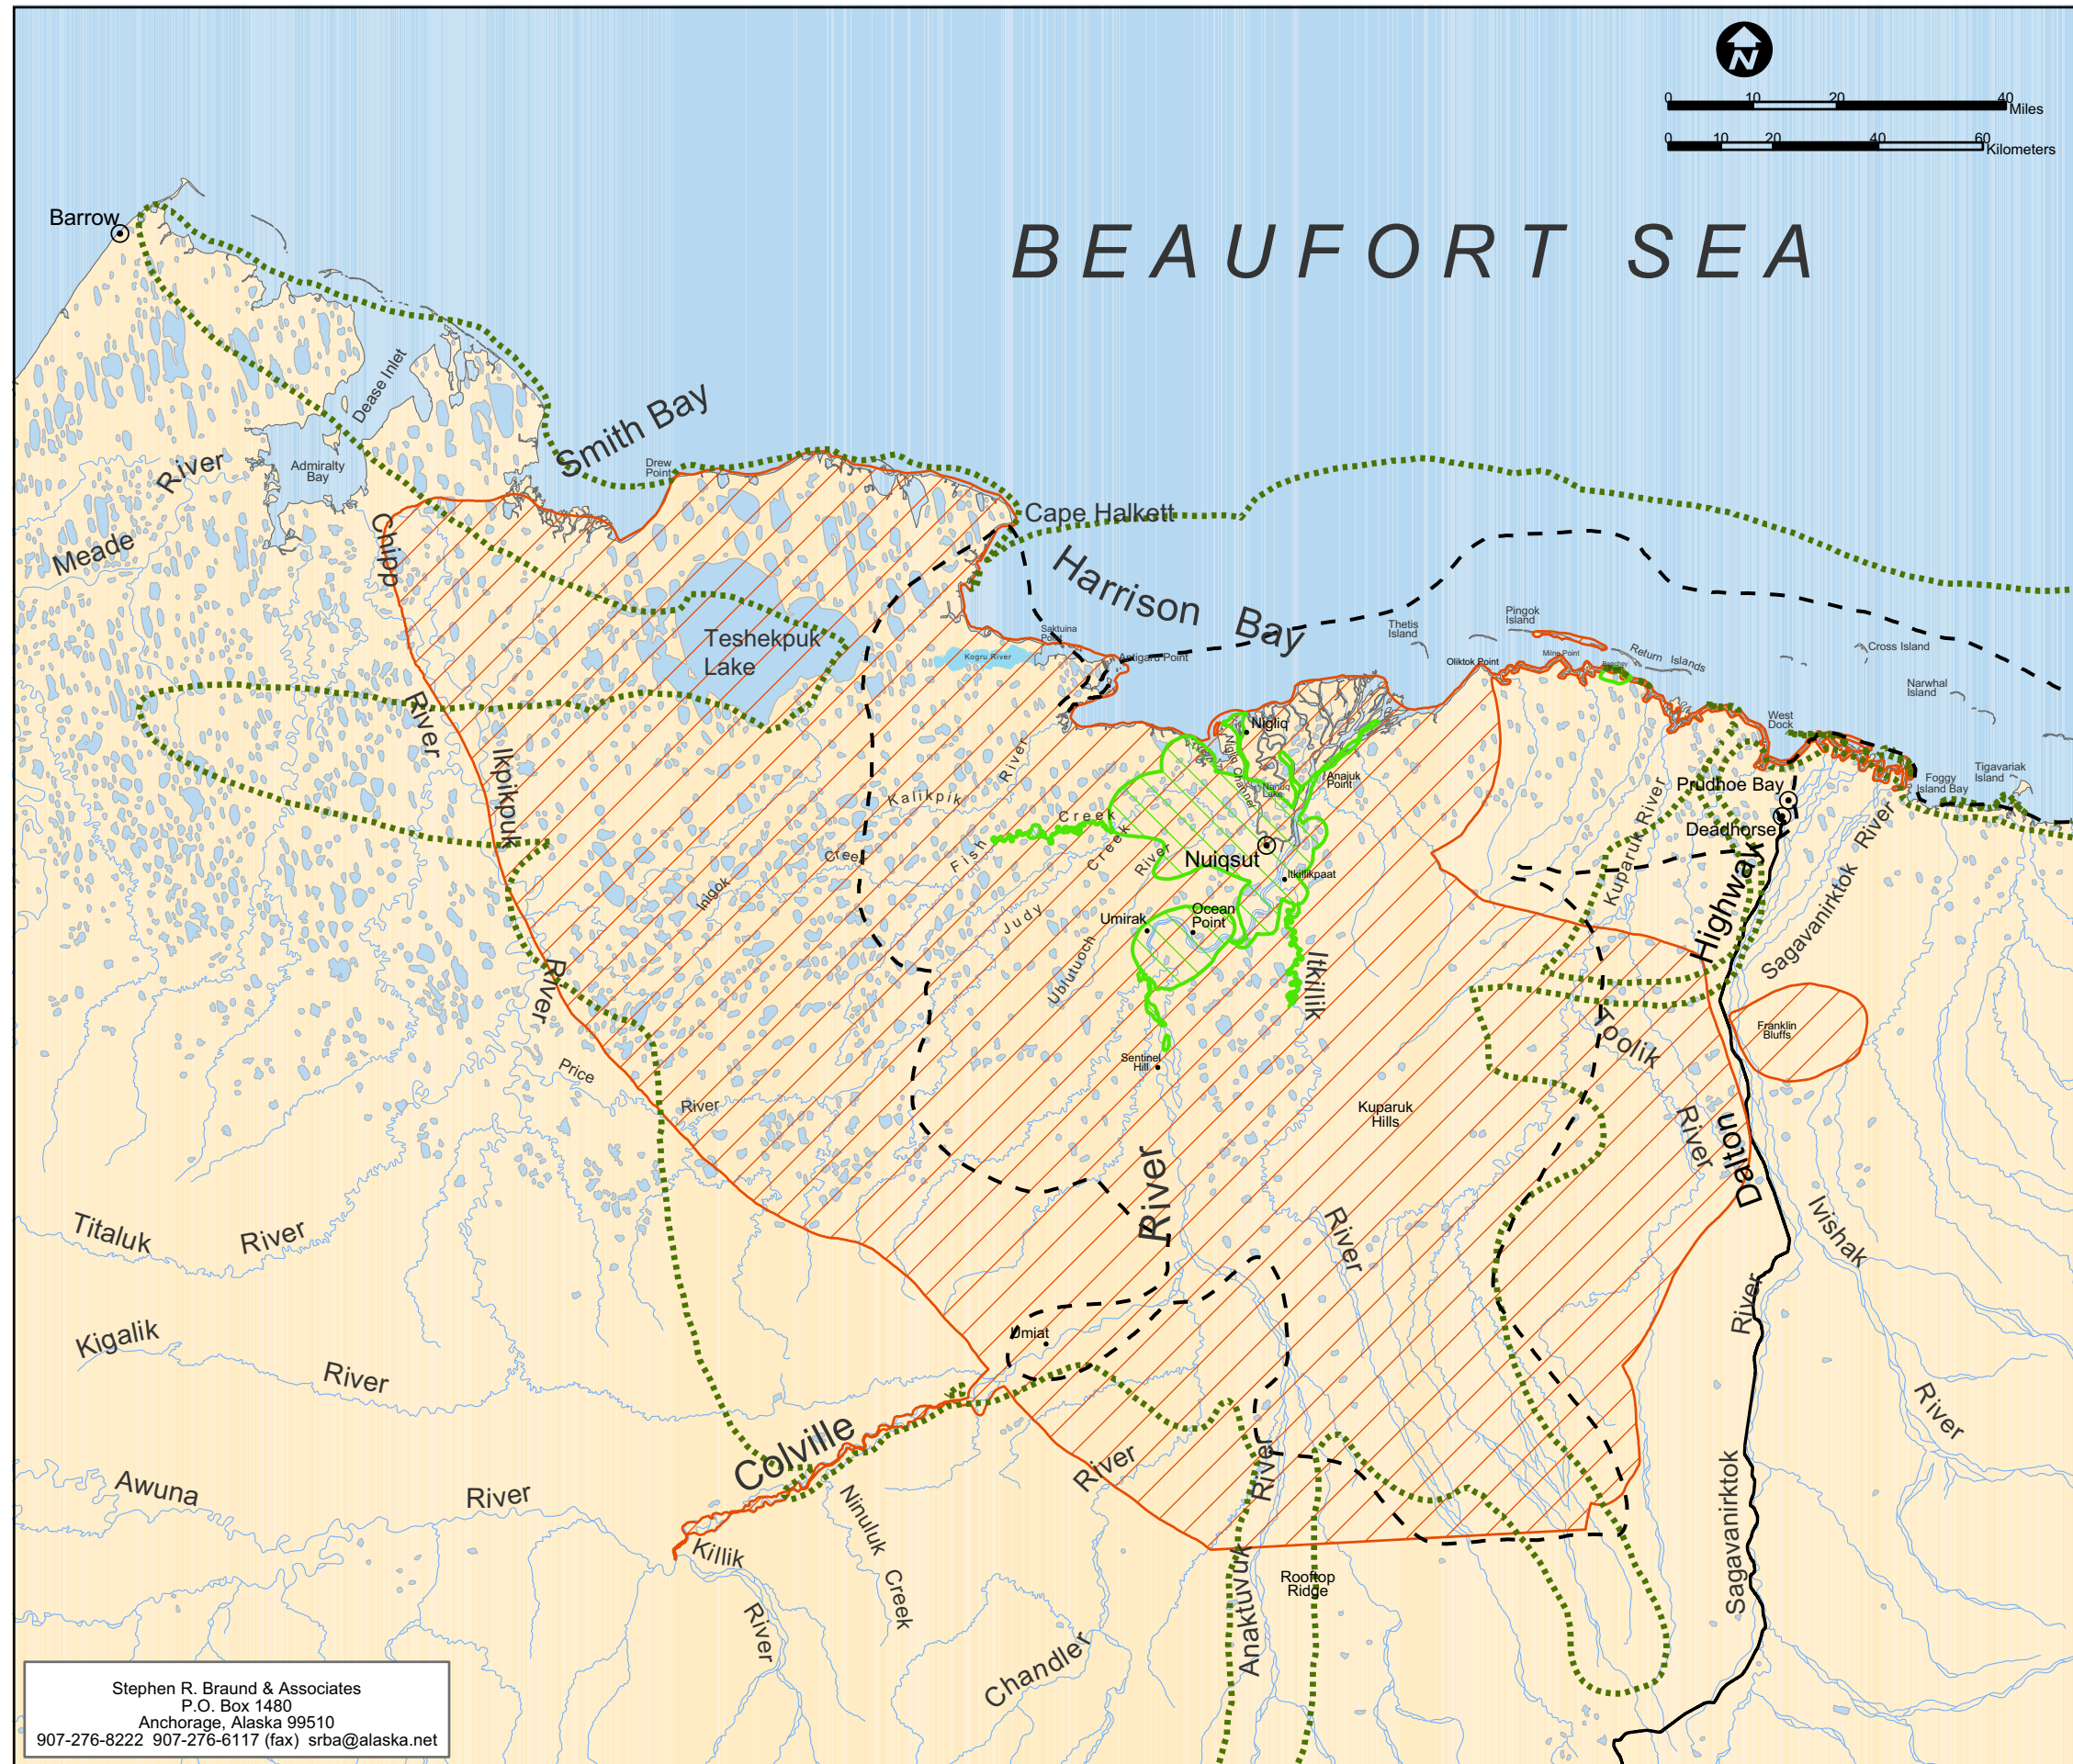 N
0 10 20 40
Miles
0 10 20 40 60
Kilometers
Barrow
BEAUFORT SEA
Dease Inlet
Smith Bay
River
Admiralty
Bay
Drew
Point
Meade
Chipp
Cape Halkett
Harrison Bay
Thetis
Island
Pingok
Island
Return Islands
Cross Island
Teshekpuk
Lake
Saktuina
Point
Kogru River
Atigaru Point
Oliktok Point
Milne Point
Beechey
Narwhal
Island
River
West
Dock
Nigliq
Nigliq Channel
Ikpikpuk
River
Kalikpik
Anajuk
Point
Nanuq
Lake
Kuparuk River
Prudhoe Bay
Foggy
Island Bay
Tigavariak
Island
Creek
Deadhorse
Fish
Creek
River
Nuiqsut
Creek
Inigok
Itkillikpaat
Highway
Sagavanirktok River
Judy
Umirak
Ocean
Point
Ublutuoch
Itkillik
River
Toolik
Franklin
Bluffs
Sentinel
Hill
Price
River
Kuparuk
Hills
River
Dalton
River
Titaluk River
River
Ivishak
River
Kigalik
River
Umiat
River
Colville
River
River
Awuna
River
Ninuluk
Creek
Killik
River
Sagavanirktok
Anaktuvuk
Rooftop
Ridge
Chandler
Stephen R. Braund & Associates
P.O. Box 1480
Anchorage, Alaska 99510
907-276-8222 907-276-6117 (fax) srba@alaska.net